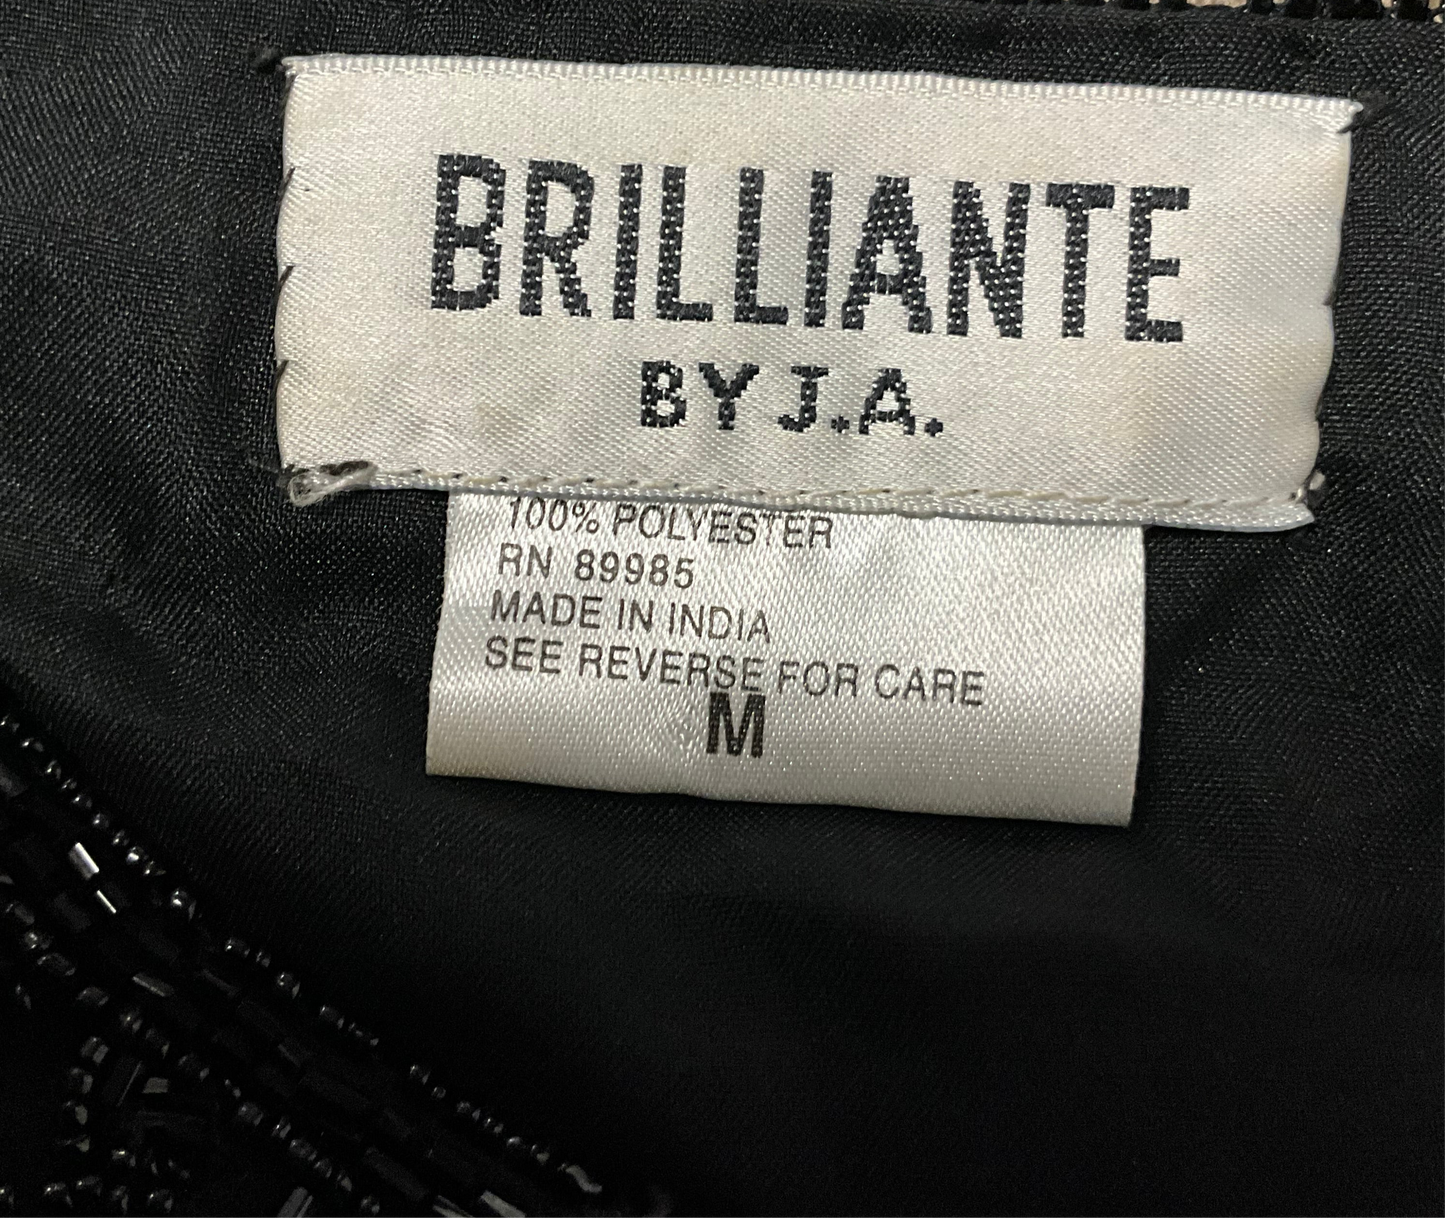 BRILLIANTE
BY J.A.
100% POLYESTER
RN 89985
MADE IN INDIA
SEE REVERSE FOR CARE
M